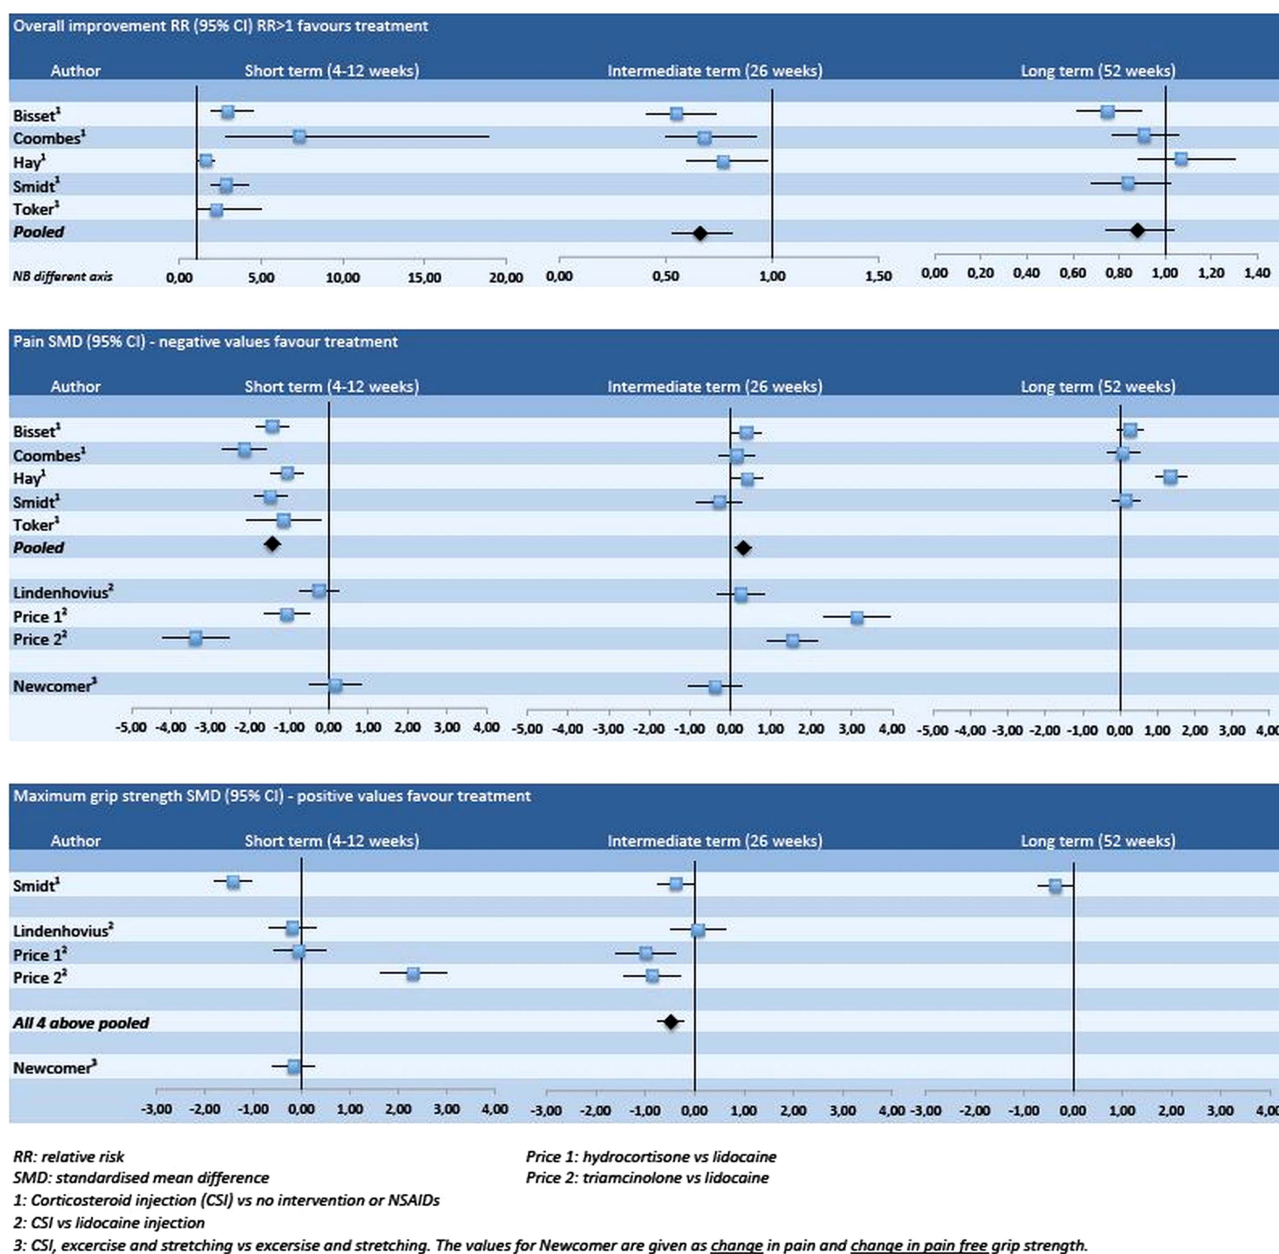 Overall improvement RR (95% CI) RR>1 favours treatment
Author Short term (4-12 weeks) Intermediate term (26 weeks) Long term (52 weeks)
Bisset¹
Coombes¹
Hay¹
Smidt¹
Toker¹
Pooled
NB different axis 0,00 5,00 10,00 15,00 20,00 0,00 0,50 1,00 1,50 0,00 0,20 0,40 0,60 0,80 1,00 1,20 1,40
Pain SMD (95% CI) - negative values favour treatment
Author Short term (4-12 weeks) Intermediate term (26 weeks) Long term (52 weeks)
Bisset¹
Coombes¹
Hay¹
Smidt¹
Toker¹
Pooled
Lindenhovius²
Price 1²
Price 2²
Newcomer³
-5,00 -4,00 -3,00 -2,00 -1,00 0,00 1,00 2,00 3,00 4,00 -5,00 -4,00 -3,00 -2,00 -1,00 0,00 1,00 2,00 3,00 4,00 -5,00 -4,00 -3,00 -2,00 -1,00 0,00 1,00 2,00 3,00 4,00
Maximum grip strength SMD (95% CI) - positive values favour treatment
Author Short term (4-12 weeks) Intermediate term (26 weeks) Long term (52 weeks)
Smidt¹
Lindenhovius²
Price 1²
Price 2²
All 4 above pooled
Newcomer³
-3,00 -2,00 -1,00 0,00 1,00 2,00 3,00 4,00 -3,00 -2,00 -1,00 0,00 1,00 2,00 3,00 4,00 -3,00 -2,00 -1,00 0,00 1,00 2,00 3,00 4,00
RR: relative risk Price 1: hydrocortisone vs lidocaine
SMD: standardised mean difference Price 2: triamcinolone vs lidocaine
1: Corticosteroid injection (CSI) vs no intervention or NSAIDs
2: CSI vs lidocaine injection
3: CSI, excercise and stretching vs excersise and stretching. The values for Newcomer are given as change in pain and change in pain free grip strength.